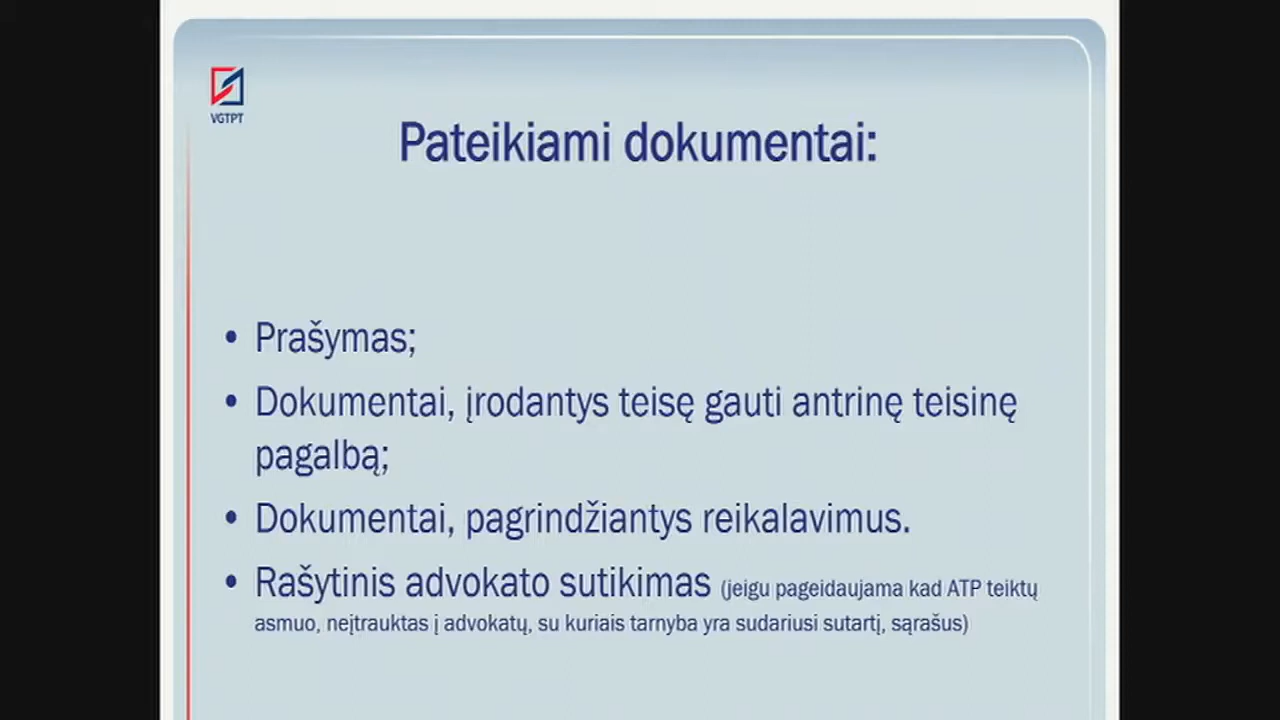 VGTPT
Pateikiami dokumentai:
• Prašymas;
• Dokumentai, įrodantys teisę gauti antrinę teisinę
pagalbą;
• Dokumentai, pagrindžiantys reikalavimus.
• Rašytinis advokato sutikimas (jeigu pageidaujama kad ATP teiktų
asmuo, neįtrauktas į advokatų, su kuriais tarnyba yra sudariusi sutartį, sąrašus)